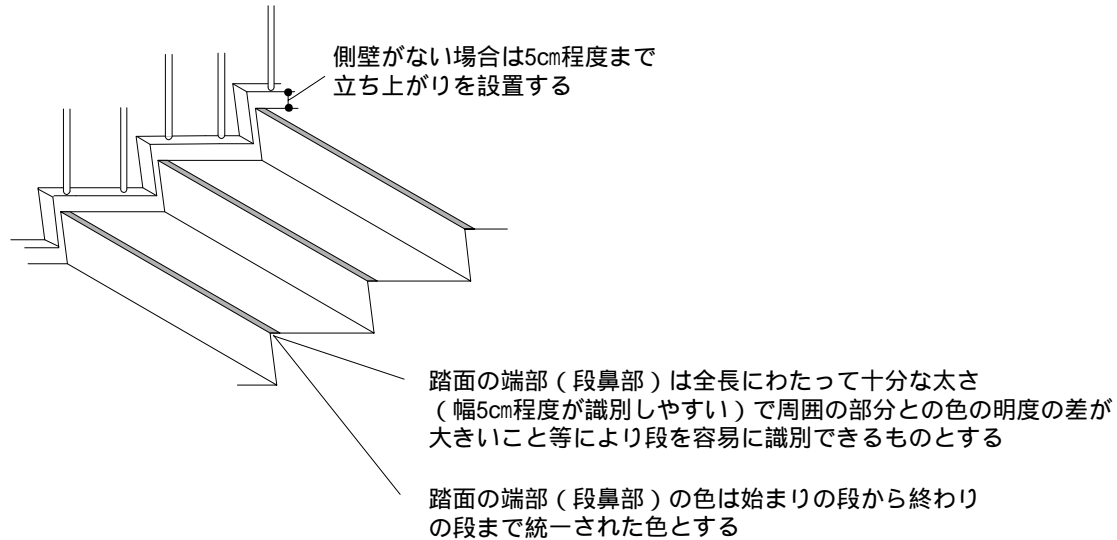 側壁がない場合は5㎝程度まで
立ち上がりを設置する
踏面の端部（段鼻部）は全長にわたって十分な太さ
（幅5㎝程度が識別しやすい）で周囲の部分との色の明度の差が
大きいこと等により段を容易に識別できるものとする
踏面の端部（段鼻部）の色は始まりの段から終わり
の段まで統一された色とする